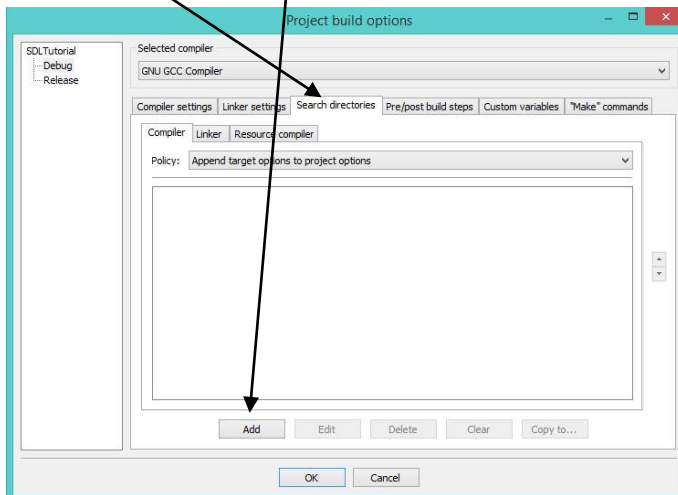 Project build options
SDLTutorial
Debug
Release
Selected compiler
GNU GCC Compiler
Compiler settings Linker settings Search directories Pre/post build steps Custom variables "Make" commands
Compiler Linker Resource compiler
Policy: Append target options to project options
Add Edit Delete Clear Copy to...
OK Cancel